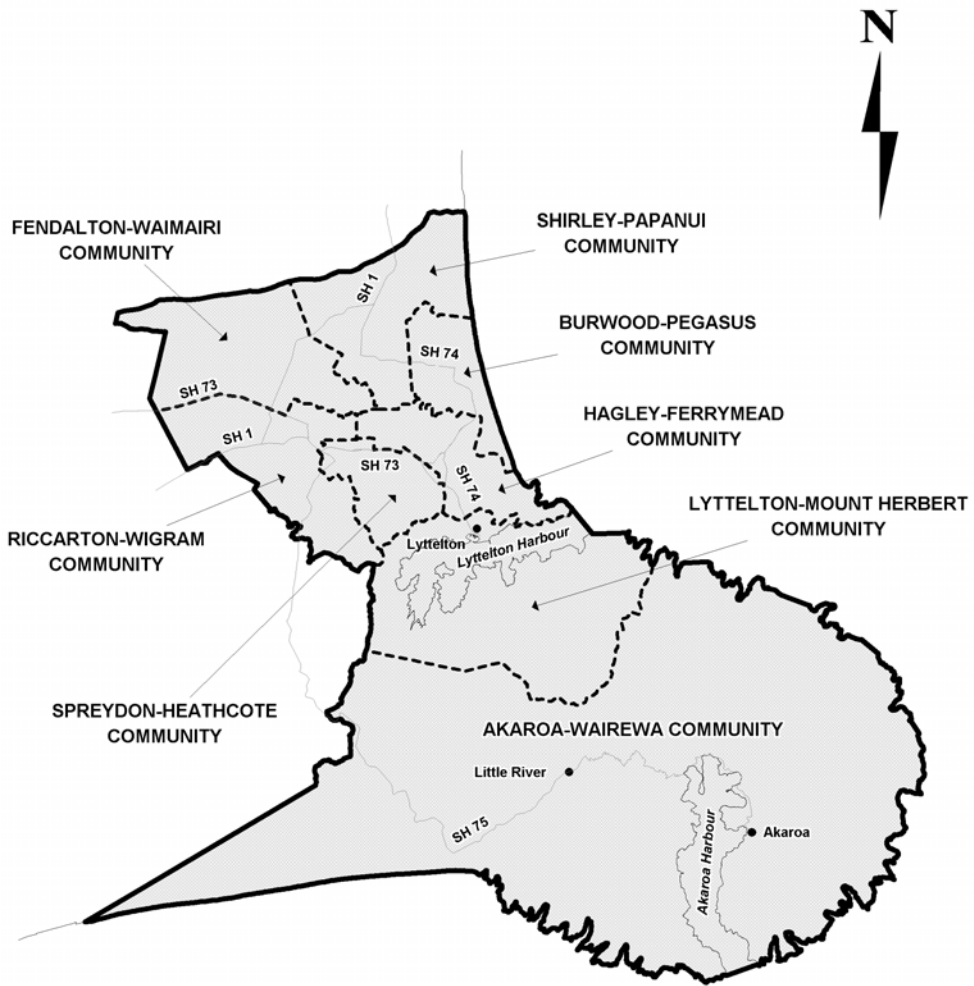 N
FENDALTON-WAIMAIRI
COMMUNITY
SHIRLEY-PAPANUI
COMMUNITY
SH 1
BURWOOD-PEGASUS
COMMUNITY
SH 74
SH 73
HAGLEY-FERRYMEAD
COMMUNITY
SH 1
SH 73
SH 74
LYTTELTON-MOUNT HERBERT
COMMUNITY
RICCARTON-WIGRAM
COMMUNITY
Lyttelton
Lyttelton Harbour
SPREYDON-HEATHCOTE
COMMUNITY
AKAROA-WAIREWA COMMUNITY
Little River
SH 75
Akaroa
Akaroa Harbour